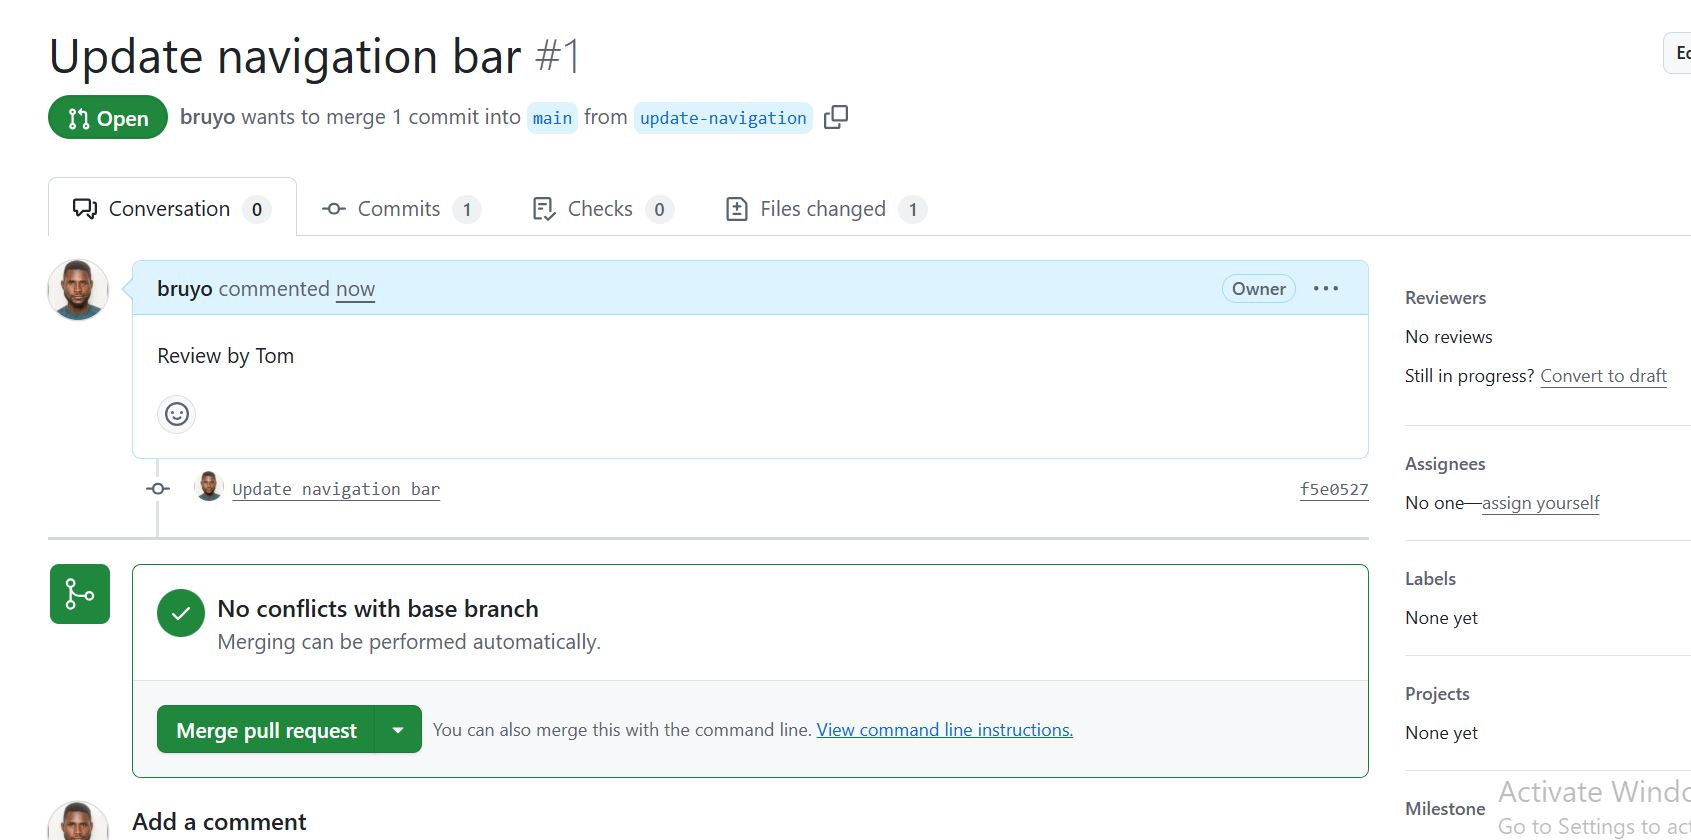 Update navigation bar #1
Open bruyo wants to merge 1 commit into main from update-navigation
Conversation 0 Commits 1 Checks 0 Files changed 1
bruyo commented now Owner
Review by Tom
Update navigation bar f5e0527
No conflicts with base branch
Merging can be performed automatically.
Merge pull request You can also merge this with the command line. View command line instructions.
Add a comment
Reviewers
No reviews
Still in progress? Convert to draft
Assignees
No one—assign yourself
Labels
None yet
Projects
None yet
Milestone
Activate
Go to Settings to